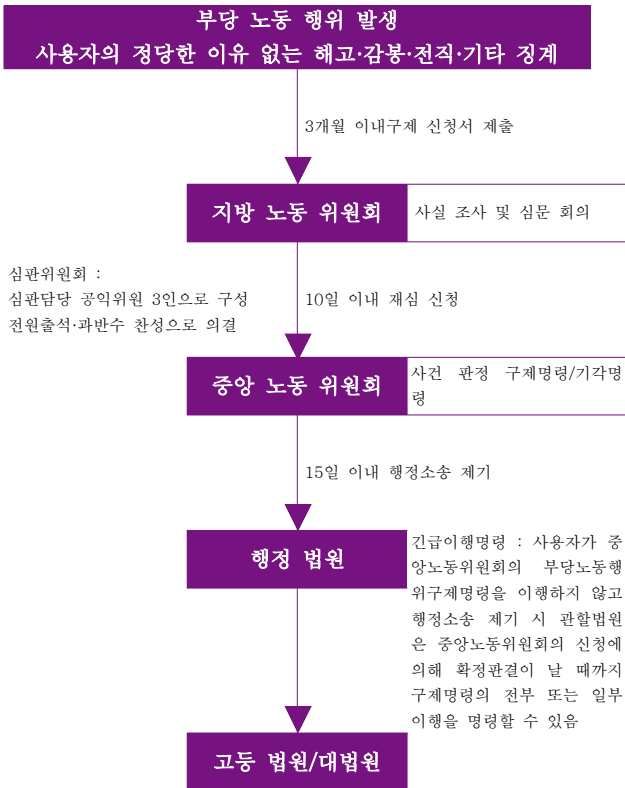 부당 노동 행위 발생
사용자의 정당한 이유 없는 해고·감봉·전직·기타 징계
3개월 이내구제 신청서 제출
지방 노동 위원회
사실 조사 및 심문 회의
심판위원회 :
심판담당 공익위원 3인으로 구성
전원출석·과반수 찬성으로 의결
10일 이내 재심 신청
중앙 노동 위원회
사건 판정 구제명령/기각명
령
15일 이내 행정소송 제기
행정 법원
긴급이행명령 : 사용자가 중
앙노동위원회의 부당노동행
위구제명령을 이행하지 않고
행정소송 제기 시 관할법원
은 중앙노동위원회의 신청에
의해 확정판결이 날 때까지
구제명령의 전부 또는 일부
이행을 명령할 수 있음
고등 법원/대법원